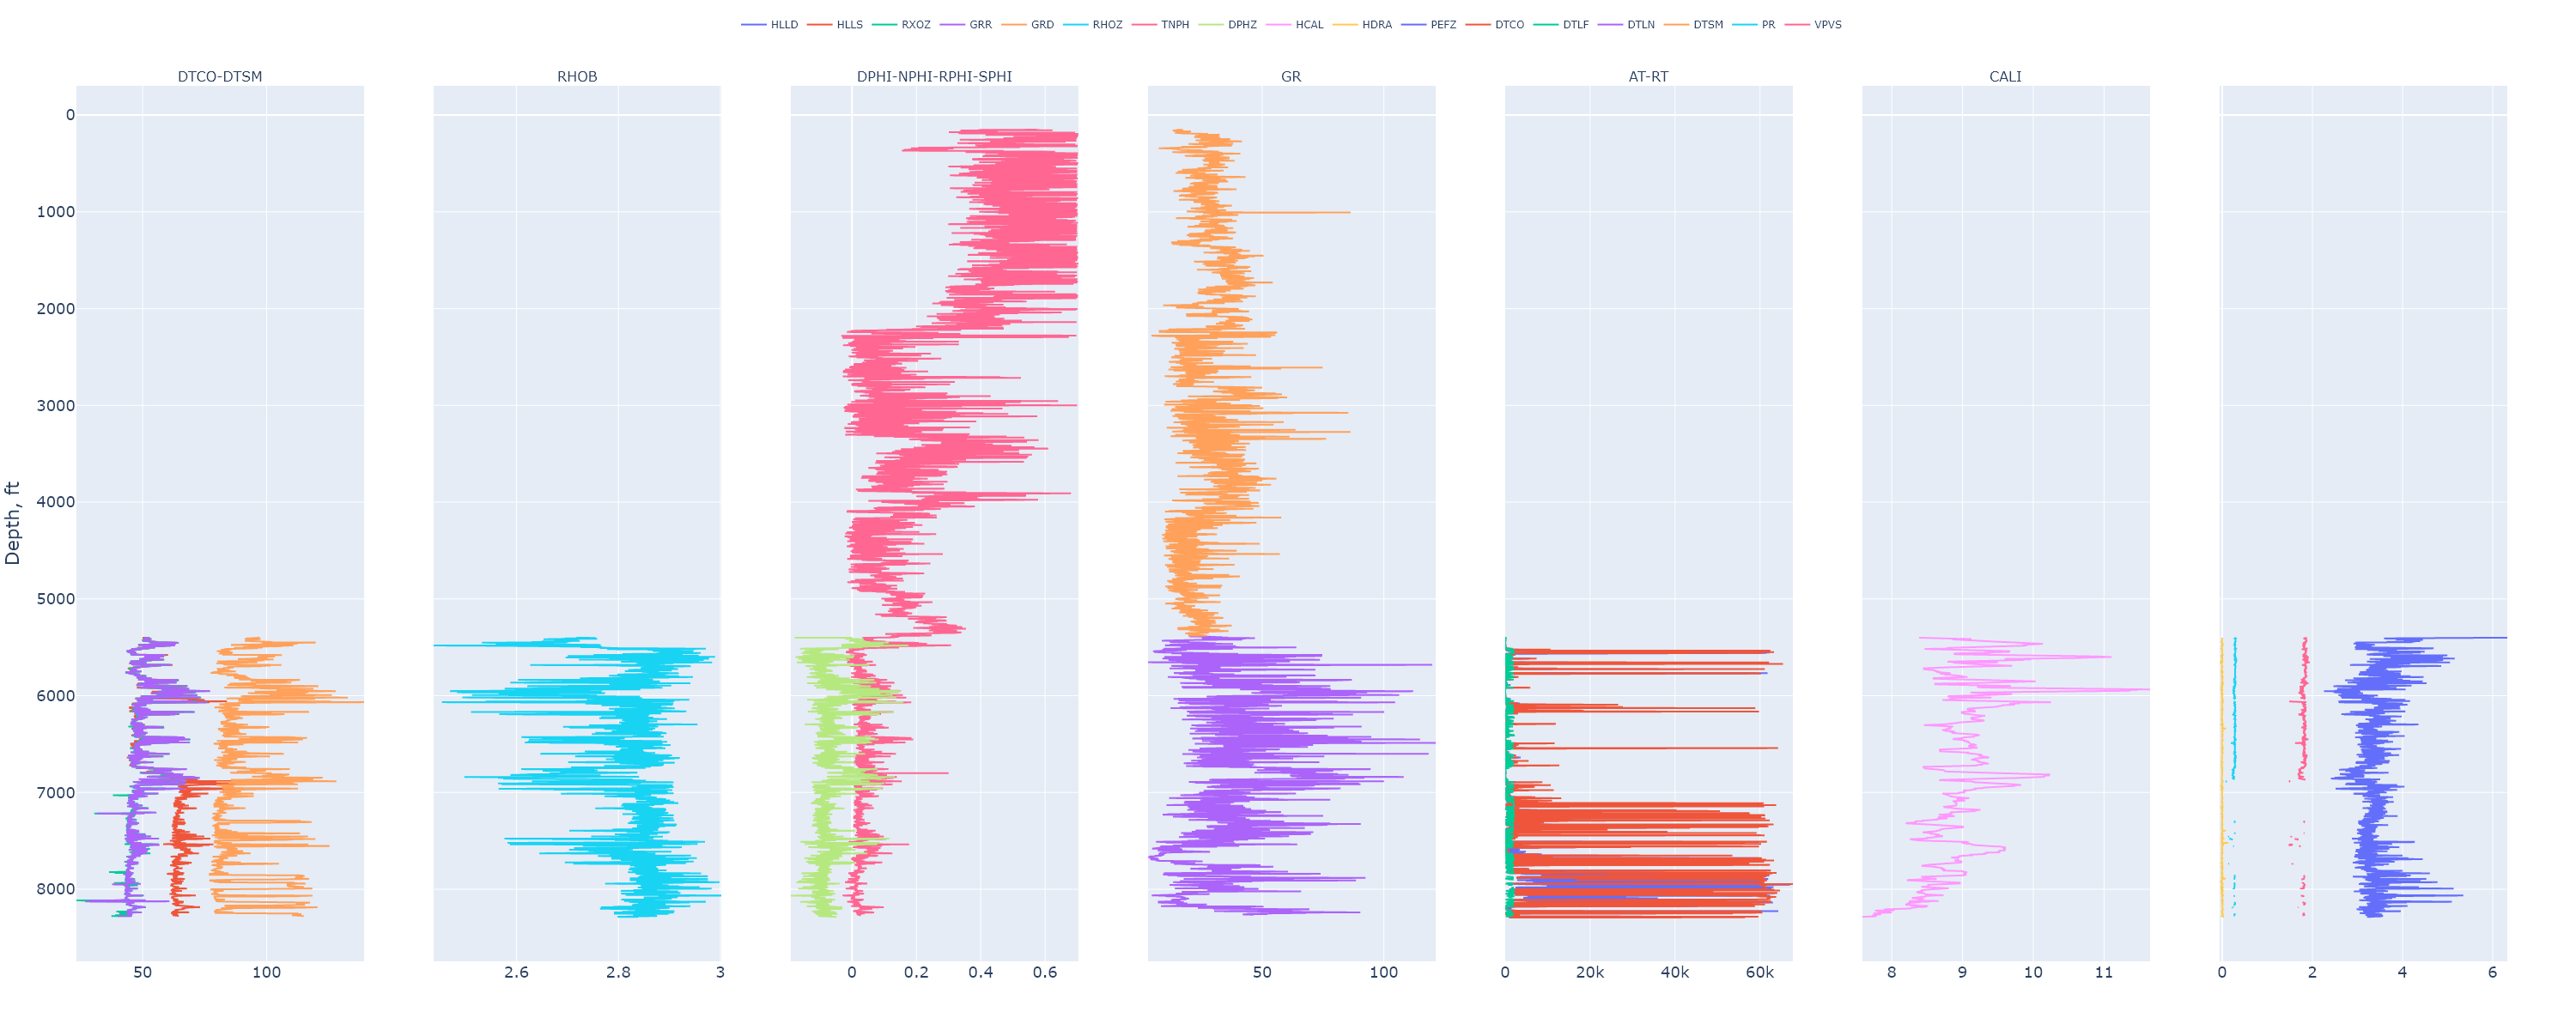 HLLD HLLS RXOZ GRR GRD RHOZ TNPH DPHZ HCAL HDRA PEFZ DTCO DTLF DTLN DTSM PR VPVS
DTCO-DTSM RHOB DPHI-NPHI-RPHI-SPHI GR AT-RT CALI
0
1000
2000
3000
4000
Depth, ft
5000
6000
7000
8000
50 100 2.6 2.8 3 0 0.2 0.4 0.6 50 100 0 20k 40k 60k 8 9 10 11 0 2 4 6